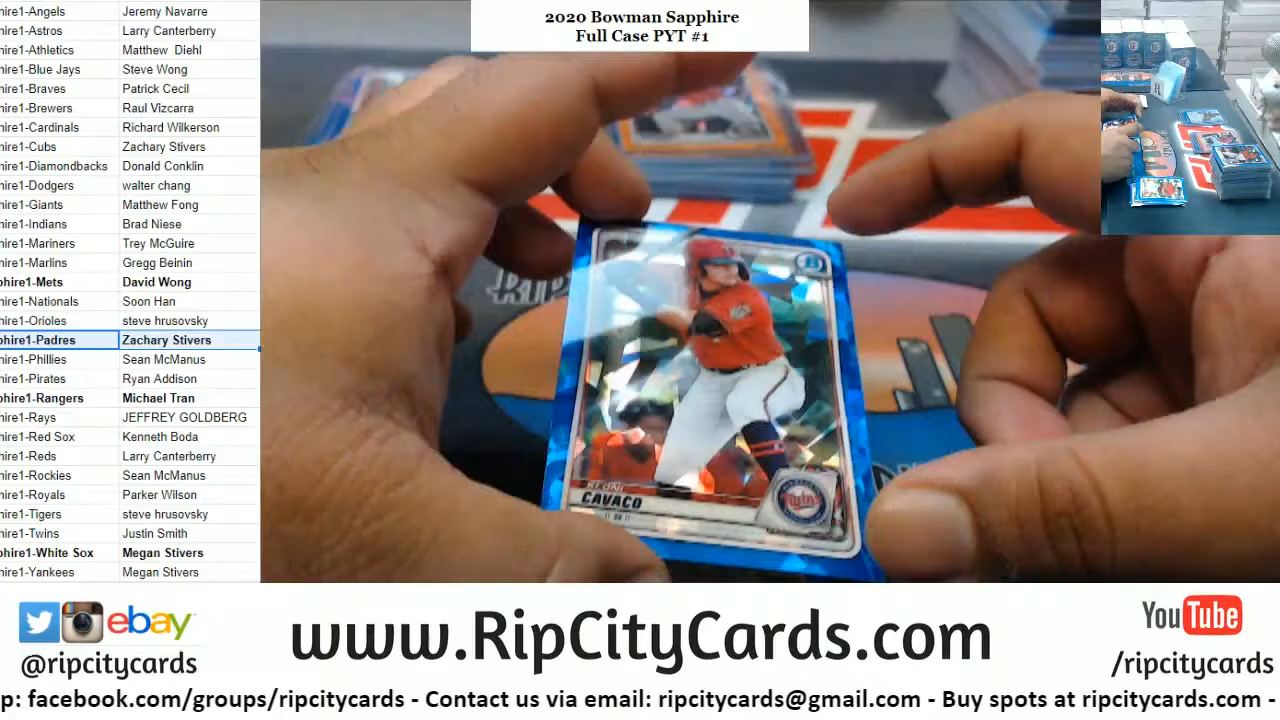 2020 Bowman Sapphire
Full Case PYT #1
hire1-Angels Jeremy Navarre
hire1-Astros Larry Canterberry
hire1-Athletics Matthew Diehl
hire1-Blue Jays Steve Wong
hire1-Braves Patrick Cecil
hire1-Brewers Raul Vizcarra
hire1-Cardinals Richard Wilkerson
hire1-Cubs Zachary Stivers
hire1-Diamondbacks Donald Conklin
hire1-Dodgers walter chang
hire1-Giants Matthew Fong
hire1-Indians Brad Niese
hire1-Mariners Trey McGuire
hire1-Marlins Gregg Beinin
phire1-Mets David Wong
hire1-Nationals Soon Han
hire1-Orioles steve hrusovsky
phire1-Padres Zachary Stivers
hire1-Phillies Sean McManus
hire1-Pirates Ryan Addison
phire1-Rangers Michael Tran
hire1-Rays JEFFREY GOLDBERG
hire1-Red Sox Kenneth Boda
hire1-Reds Larry Canterberry
hire1-Rockies Sean McManus
hire1-Royals Parker Wilson
hire1-Tigers steve hrusovsky
hire1-Twins Justin Smith
phire1-White Sox Megan Stivers
hire1-Yankees Megan Stivers
CAVACO
Twins
ebay
@ripcitycards
www.RipCityCards.com
YouTube
/ripcitycards
p: facebook.com/groups/ripcitycards - Contact us via email: ripcitycards@gmail.com - Buy spots at ripcitycards.com -